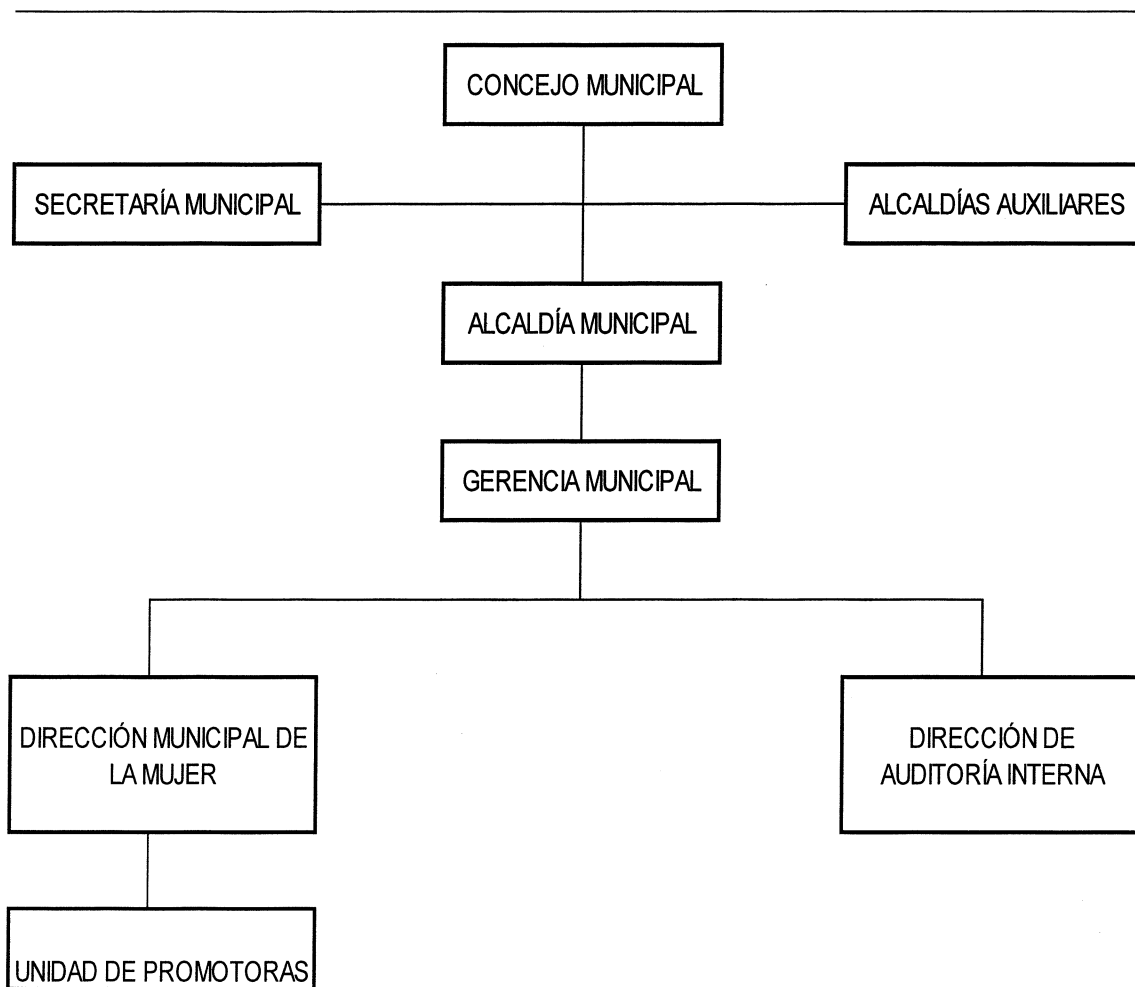 CONCEJO MUNICIPAL
SECRETARÍA MUNICIPAL
ALCALDÍAS AUXILIARES
ALCALDÍA MUNICIPAL
GERENCIA MUNICIPAL
DIRECCIÓN MUNICIPAL DE
LA MUJER
DIRECCIÓN DE
AUDITORÍA INTERNA
UNIDAD DE PROMOTORAS